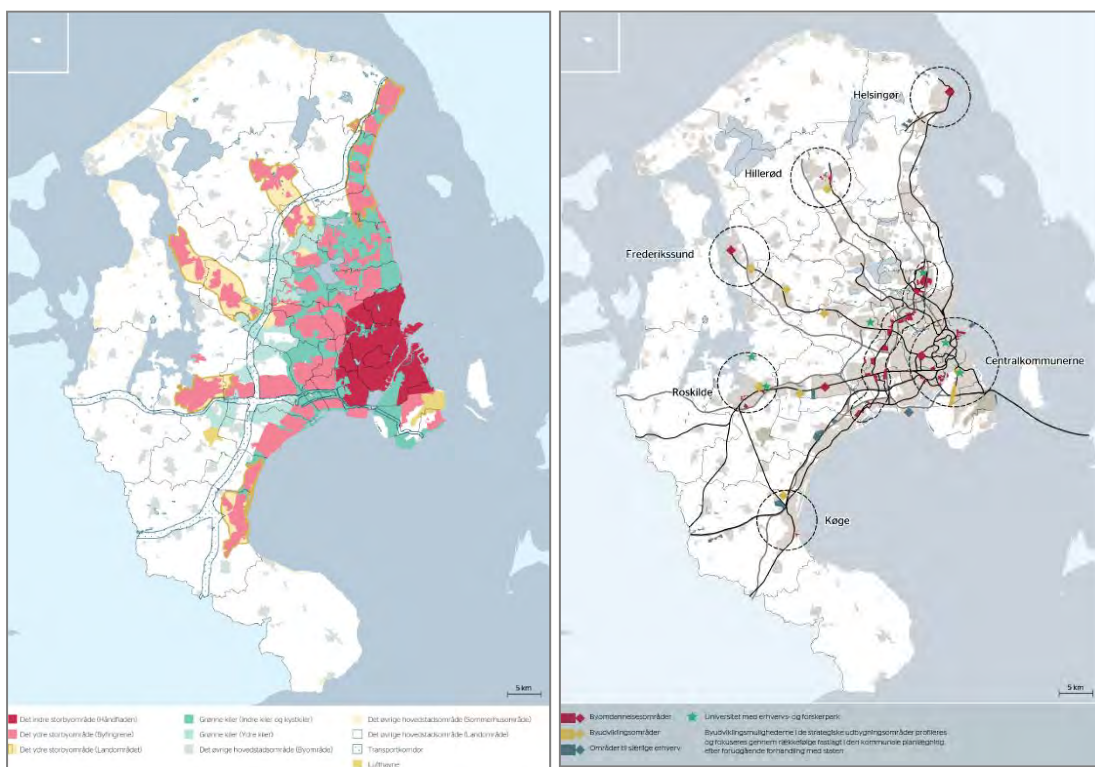 5 km
Det indre storbyområde (Håndfladen)
Det ydre storbyområde (Byfingrene)
Det ydre storbyområde (Landområdet)
Grønne kiler (Indre kiler og kystkiler)
Grønne kiler (Ydre kiler)
Det øvrige hovedstadsområde (Byområde)
Det øvrige hovedstadsområde (Sommerhusområde)
Det øvrige hovedstadsområde (Landområde)
Transportkorridor
Lufthavne
Helsingør
Hillerød
Frederikssund
Centralkommunerne
Roskilde
Køge
5 km
Byomdannelsesområder
Byudviklingsområder
Områder til særlige erhverv
Universitet med erhvervs- og forskerpark
Byudviklingsmulighederne i de strategiske udbygningsområder profileres
og fokuseres gennem rækkefølge fastlagt i den kommunale planlægning
efter forudgående forhandling med staten